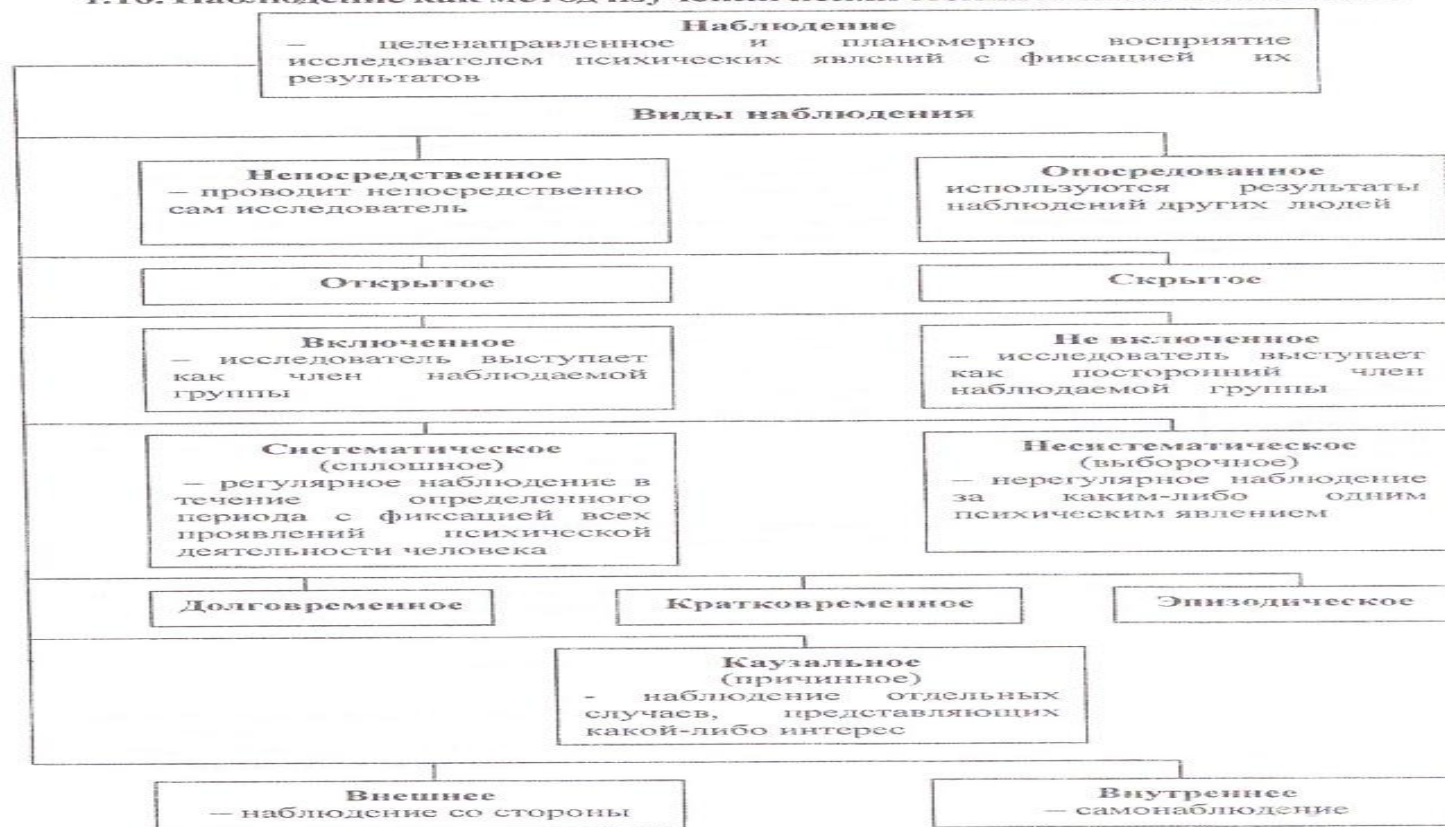 Наблюдение
– целенаправленное и планомерно восприятие
исследователем психических явлений с фиксацией их
результатов
Виды наблюдения
Непосредственное
– проводит непосредственно
сам исследователь
Опосредованное
используются результаты
наблюдений других людей
Открытое
Скрытое
Включенное
– исследователь выступает
как член наблюдаемой
группы
Не включенное
– исследователь выступает
как посторонний член
наблюдаемой группы
Систематическое
(сплошное)
– регулярное наблюдение в
течение определенного
периода с фиксацией всех
проявлений психической
деятельности человека
Несистематическое
(выборочное)
– нерегулярное наблюдение
за каким-либо одним
психическим явлением
Долговременное
Кратковременное
Эпизодическое
Каузальное
(причинное)
- наблюдение отдельных
случаев, представляющих
какой-либо интерес
Внешнее
– наблюдение со стороны
Внутреннее
– самонаблюдение